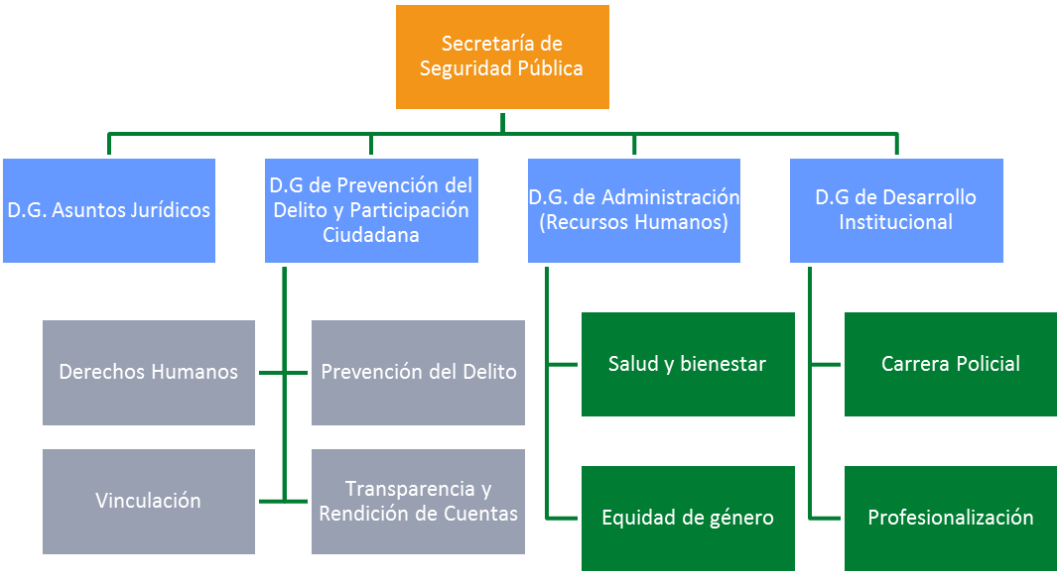 Secretaría de
Seguridad Pública
D.G. Asuntos Jurídicos
D.G de Prevención del
Delito y Participación
Ciudadana
D.G. de Administración
(Recursos Humanos)
D.G de Desarrollo
Institucional
Derechos Humanos
Prevención del Delito
Salud y bienestar
Carrera Policial
Vinculación
Transparencia y
Rendición de Cuentas
Equidad de género
Profesionalización